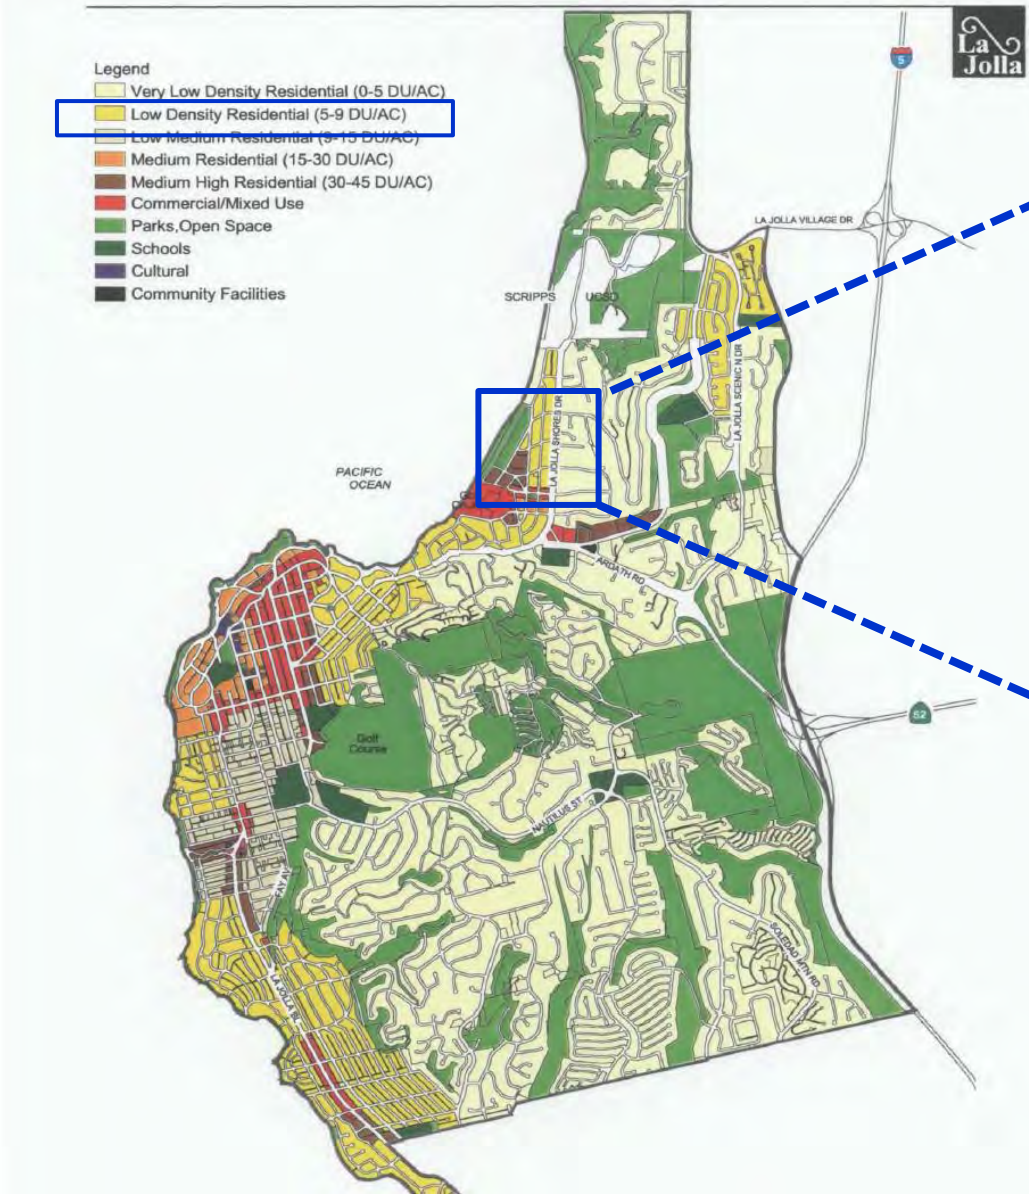 La
Jolla
5
Legend
Very Low Density Residential (0-5 DU/AC)
Low Density Residential (5-9 DU/AC)
Low Medium Residential (9-15 DU/AC)
Medium Residential (15-30 DU/AC)
Medium High Residential (30-45 DU/AC)
Commercial/Mixed Use
Parks,Open Space
Schools
Cultural
Community Facilities
LA JOLLA VILLAGE DR
SCRIPPS
UCSD
LA JOLLA SCENIC N DR
LA JOLLA SHORES DR
PACIFIC
OCEAN
ARDATH RD
52
Golf
Course
NAUTILUS ST
FAY AV
SOLEDAD MTN RD
LA JOLLA BL